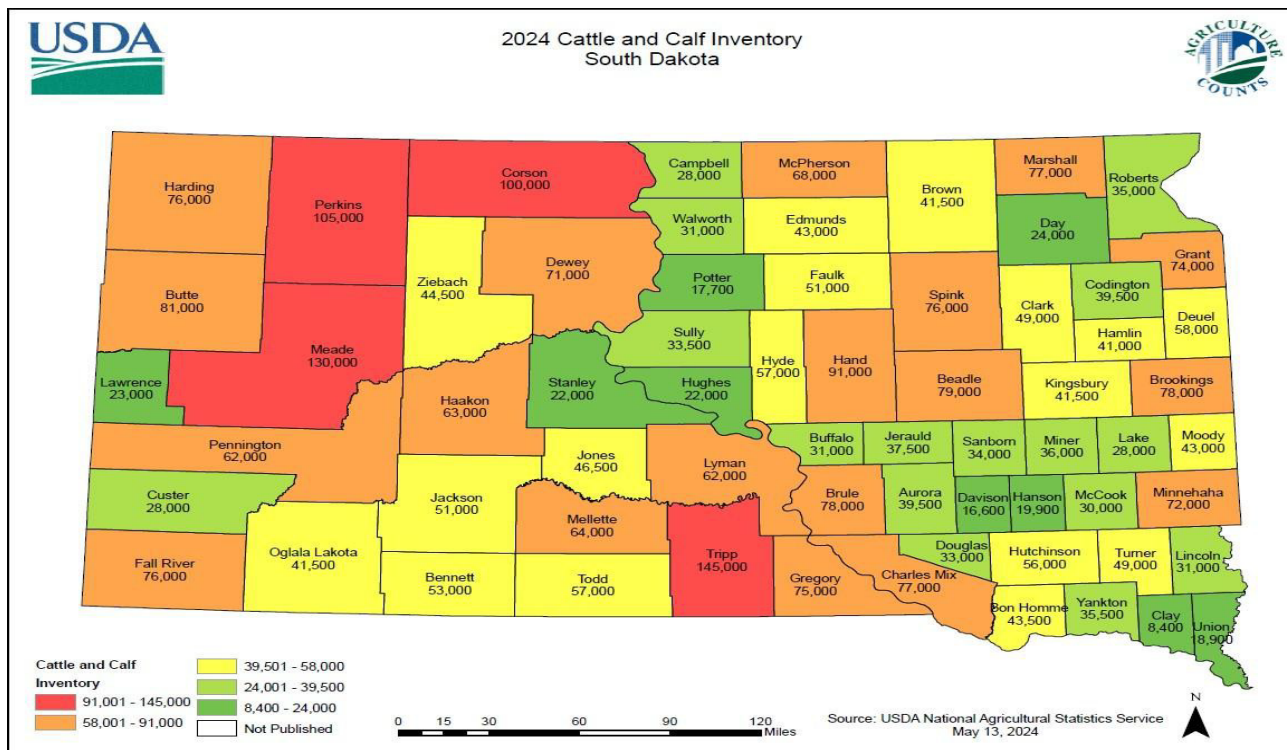 USDA
2024 Cattle and Calf Inventory
South Dakota
AGRICULTURE
COUNTS
Harding
76,000
Perkins
105,000
Corson
100,000
Campbell
28,000
McPherson
68,000
Brown
41,500
Marshall
77,000
Roberts
35,000
Walworth
31,000
Edmunds
43,000
Day
24,000
Grant
74,000
Butte
81,000
Ziebach
44,500
Dewey
71,000
Potter
17,700
Faulk
51,000
Spink
76,000
Clark
49,000
Codington
39,500
Deuel
58,000
Hamlin
41,000
Meade
130,000
Sully
33,500
Hyde
57,000
Hand
91,000
Lawrence
23,000
Haakon
63,000
Stanley
22,000
Hughes
22,000
Beadle
79,000
Kingsbury
41,500
Brookings
78,000
Pennington
62,000
Jones
46,500
Lyman
62,000
Buffalo
31,000
Jerauld
37,500
Sanborn
34,000
Miner
36,000
Lake
28,000
Moody
43,000
Custer
28,000
Jackson
51,000
Mellette
64,000
Brule
78,000
Aurora
39,500
Davison
16,600
Hanson
19,900
McCook
30,000
Minnehaha
72,000
Fall River
76,000
Oglala Lakota
41,500
Bennett
53,000
Todd
57,000
Tripp
145,000
Gregory
75,000
Charles Mix
77,000
Douglas
33,000
Hutchinson
56,000
Turner
49,000
Lincoln
31,000
Bon Homme
43,500
Yankton
35,500
Clay
8,400
Union
18,900
Cattle and Calf
Inventory
91,001 - 145,000
58,001 - 91,000
39,501 - 58,000
24,001 - 39,500
8,400 - 24,000
Not Published
0 15 30 60 90 120
Miles
Source: USDA National Agricultural Statistics Service
May 13, 2024
N